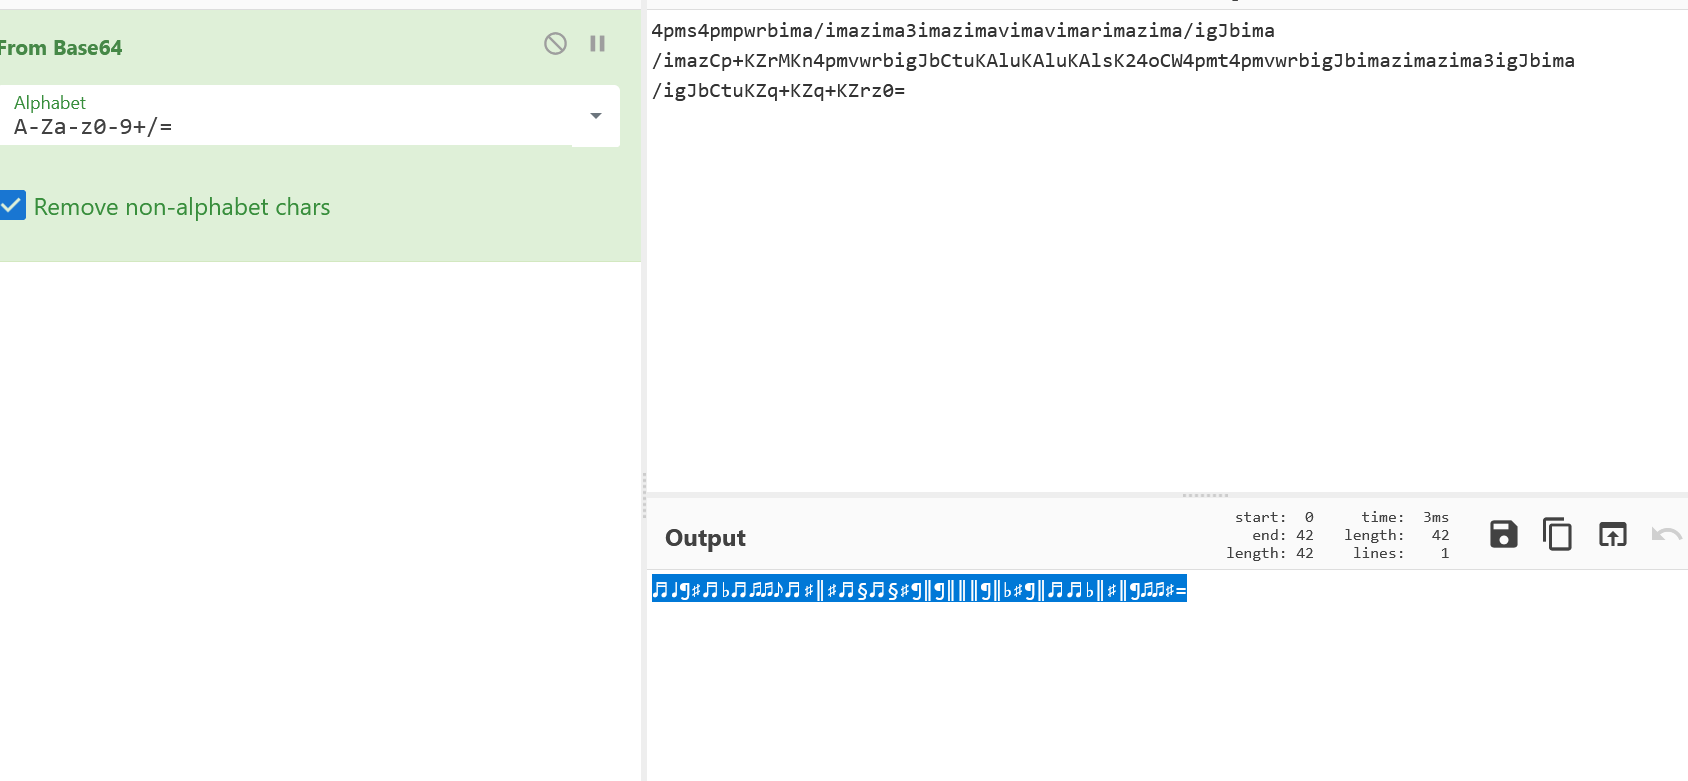 From Base64
Alphabet
A-Za-z0-9+/=
Remove non-alphabet chars
4pms4pmpwrbima/imazima3imazimavimavimarimazima/igJbima
/imazCp+KZrMKn4pmvwrbigJbCtuKAluKAluKAlsK24oCW4pmt4pmvwrbigJbimazimazima3igJbima
/igJbCtuKZq+KZq+KZrz0=
Output
start: 0 time: 3ms
end: 42 length: 42
length: 42 lines: 1
♬♩¶♯♬♭♬♫♫♪♬♯‖♯♬§♬§♯¶‖¶‖‖‖¶‖♭♯¶‖♬♬♭‖♯‖¶♫♫♯=